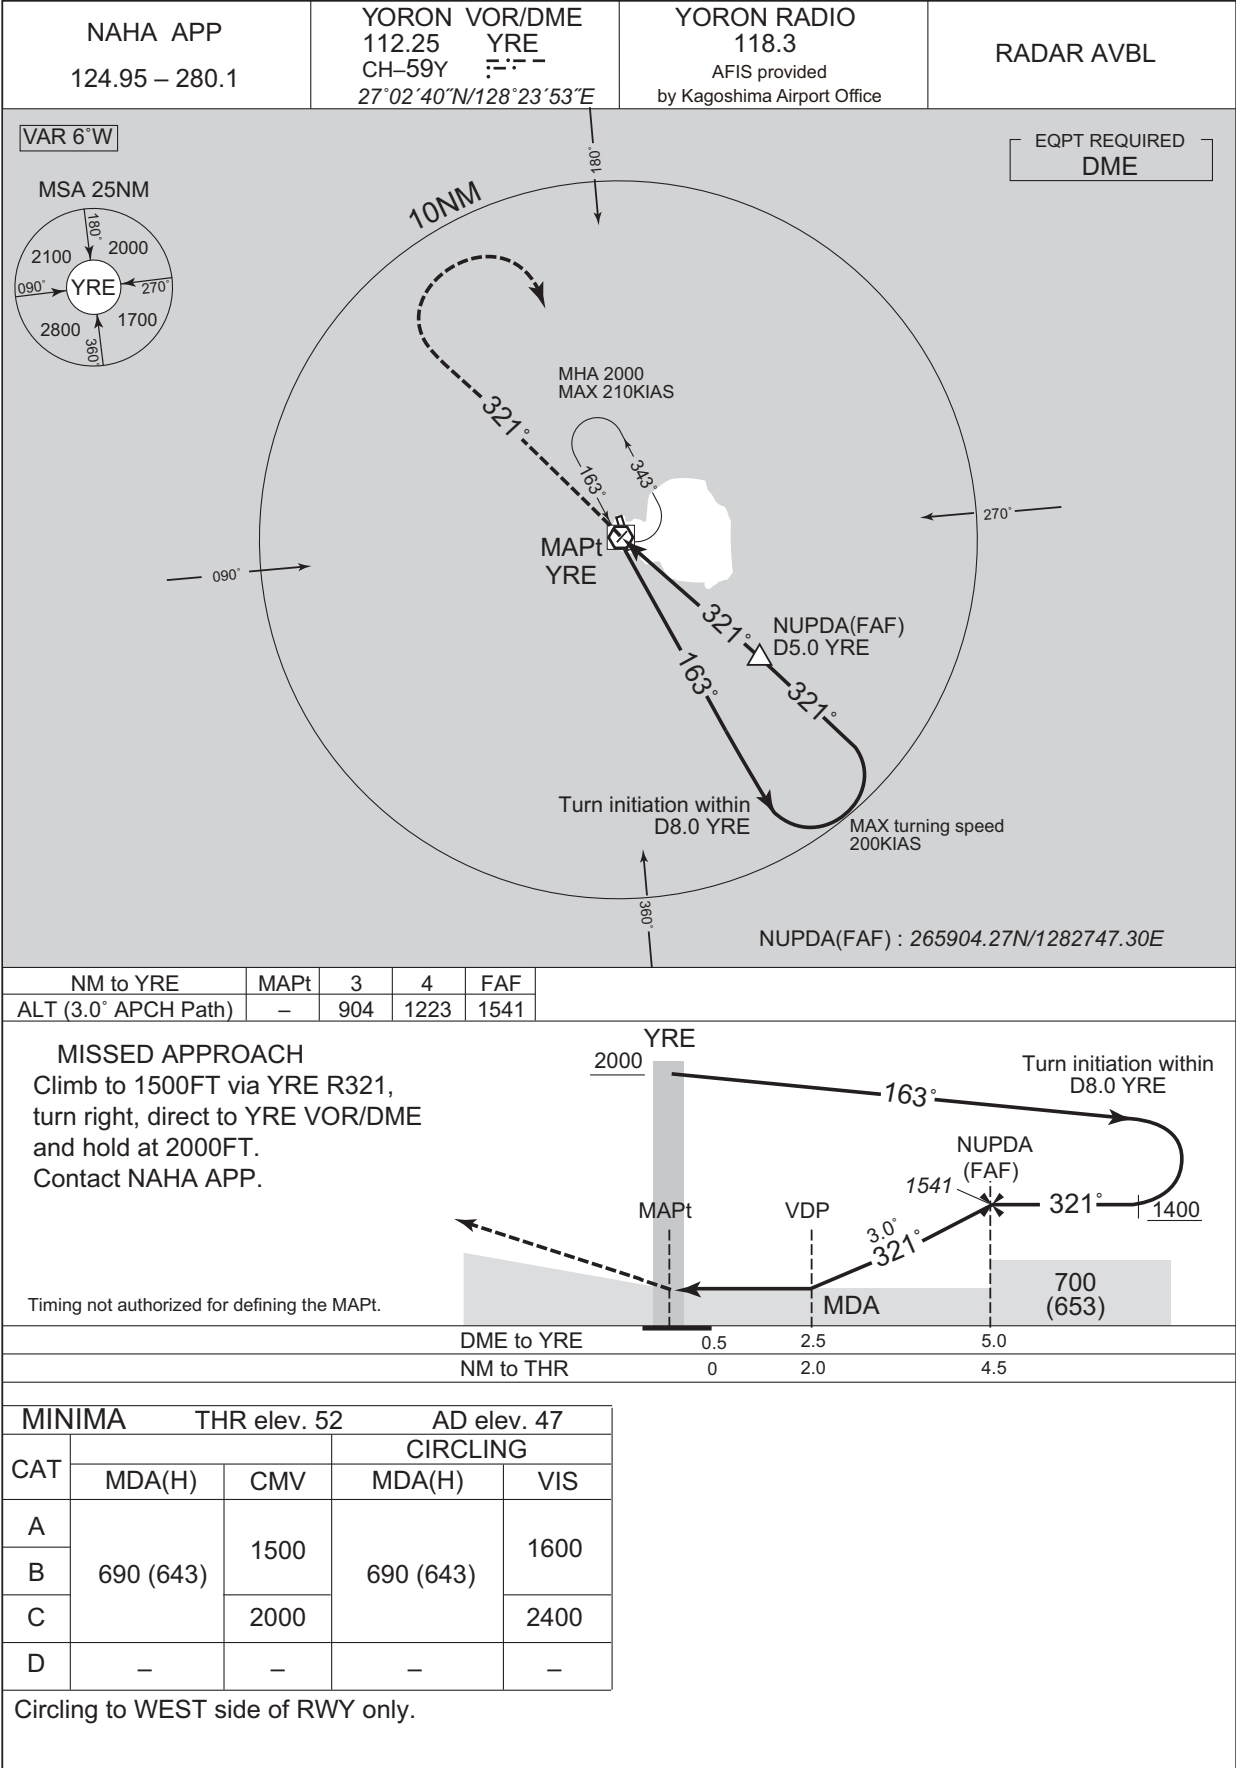 NAHA APP
124.95 – 280.1
YORON VOR/DME
112.25 YRE
CH–59Y
27°02´40˝N/128°23´53˝E
YORON RADIO
118.3
AFIS provided
by Kagoshima Airport Office
RADAR AVBL
VAR 6°W
EQPT REQUIRED
DME
MSA 25NM
180°
2100
2000
090°
YRE
270°
2800
1700
360°
10NM
180°
MHA 2000
MAX 210KIAS
321°
163°
343°
270°
090°
MAPt
YRE
321°
NUPDA(FAF)
D5.0 YRE
163°
321°
Turn initiation within
D8.0 YRE
MAX turning speed
200KIAS
360°
NUPDA(FAF) : 265904.27N/1282747.30E
NM to YRE MAPt 3 4 FAF
ALT (3.0° APCH Path) – 904 1223 1541
MISSED APPROACH
Climb to 1500FT via YRE R321,
turn right, direct to YRE VOR/DME
and hold at 2000FT.
Contact NAHA APP.
YRE
2000
163°
Turn initiation within
D8.0 YRE
NUPDA
(FAF)
1541
321°
1400
MAPt
VDP
3.0°
321°
MDA
700
(653)
Timing not authorized for defining the MAPt.
DME to YRE 0.5 2.5 5.0
NM to THR 0 2.0 4.5
MINIMA THR elev. 52 AD elev. 47
CAT
CIRCLING
MDA(H) CMV MDA(H) VIS
A
B
690 (643) 1500 690 (643) 1600
C 2000 2400
D – – – –
Circling to WEST side of RWY only.